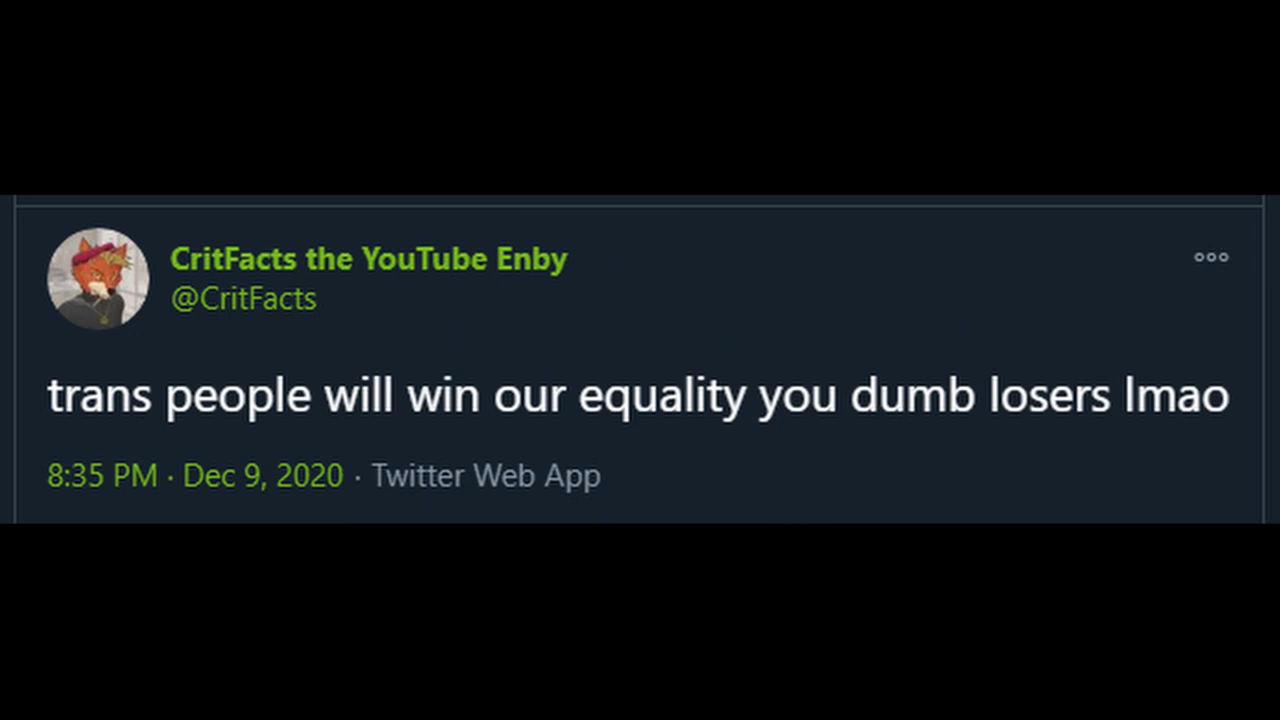 CritFacts the YouTube Enby
@CritFacts
trans people will win our equality you dumb losers lmao
8:35 PM · Dec 9, 2020 · Twitter Web App